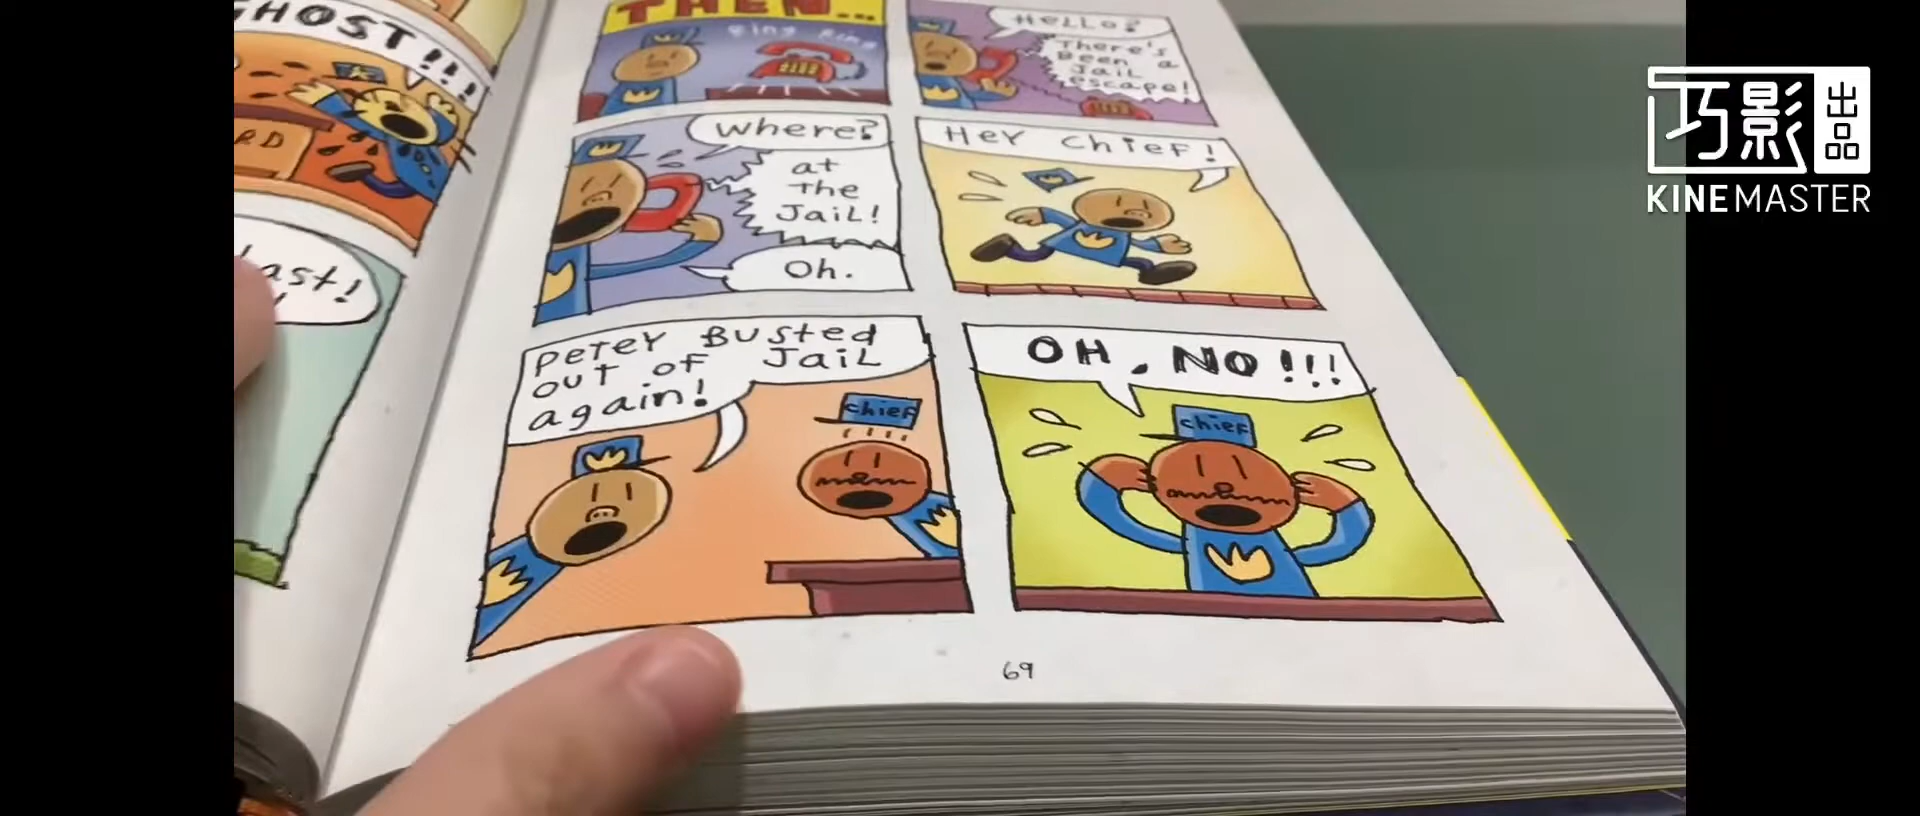 GHOST!!!
RD
Last!
THEN...
Ring Ring
HELLO?
There's
Been a
JaiL
escape!
Where?
at
the
JaiL!
Oh.
HEY chief!
PETEY BUSTED
OUT OF JaiL
again!
chief
OH, NO!!!
chief
69
巧影
出品
KINEMASTER